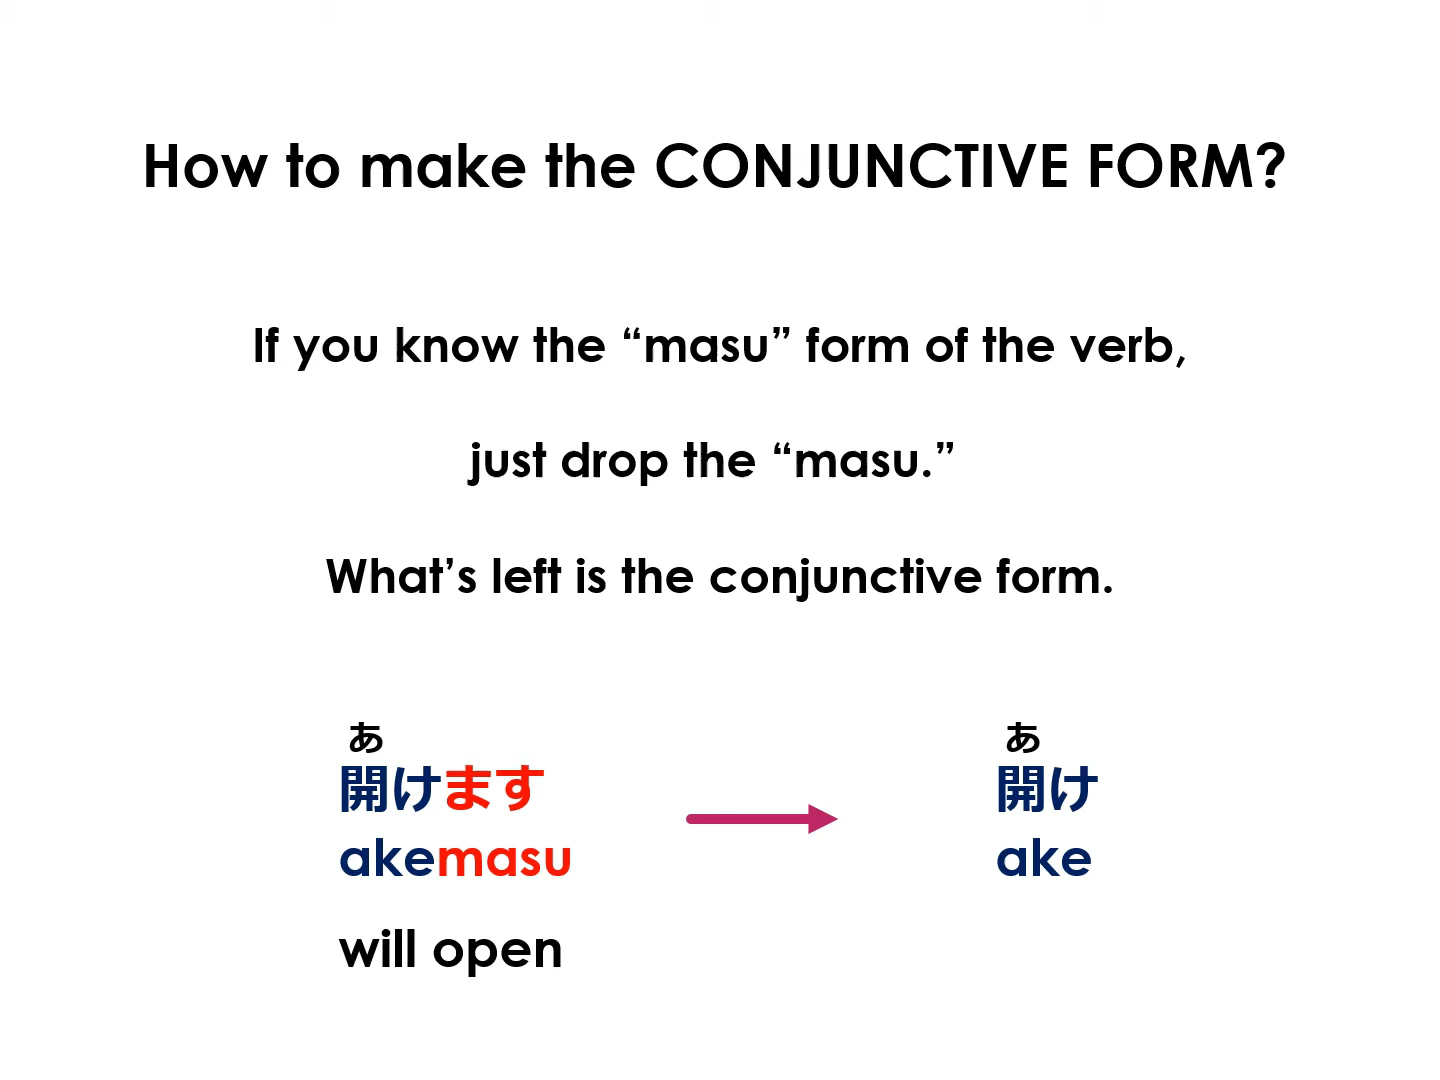 How to make the CONJUNCTIVE FORM?
If you know the “masu” form of the verb,
just drop the “masu.”
What’s left is the conjunctive form.
あ
開けます
akemasu
will open
あ
開け
ake